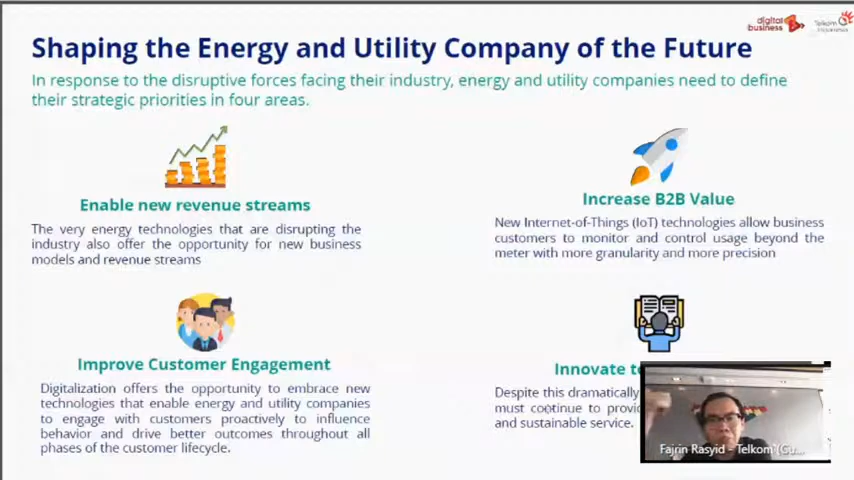 digital
business
Telkom
Indonesia
Shaping the Energy and Utility Company of the Future
In response to the disruptive forces facing their industry, energy and utility companies need to define
their strategic priorities in four areas.
Enable new revenue streams
The very energy technologies that are disrupting the
industry also offer the opportunity for new business
models and revenue streams
Increase B2B Value
New Internet-of-Things (IoT) technologies allow business
customers to monitor and control usage beyond the
meter with more granularity and more precision
Improve Customer Engagement
Digitalization offers the opportunity to embrace new
technologies that enable energy and utility companies
to engage with customers proactively to influence
behavior and drive better outcomes throughout all
phases of the customer lifecycle.
Innovate
Despite this dramatically
must continue to
and sustainable service.
Fajrin Rasyid - Telkom (Gu...